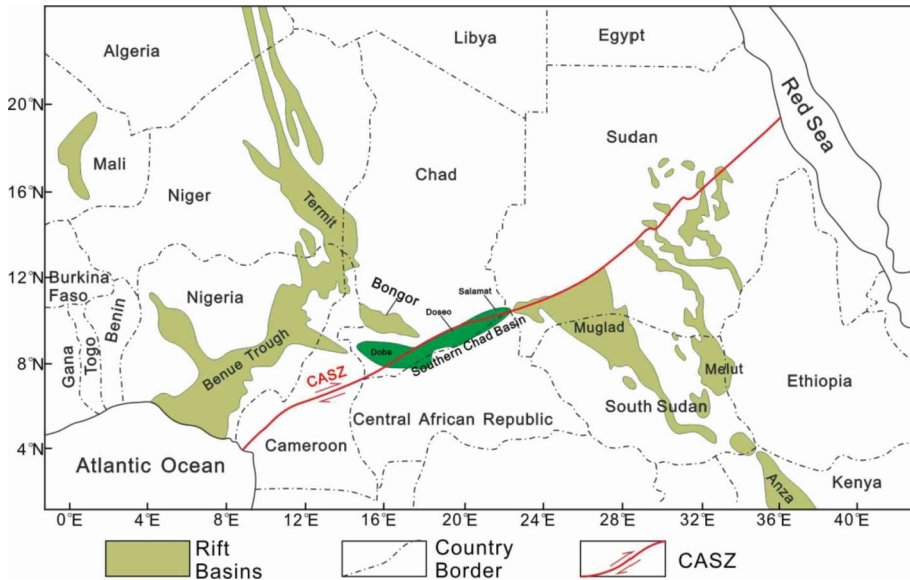 Algeria
Libya
Egypt
Red Sea
20°N
Mali
Niger
Chad
Sudan
16°N
Termit
12°N
Burkina
Faso
Nigeria
Bongor
Salamat
Doseo
Gana
Togo
Benin
Benue Trough
Doba
Southern Chad Basin
Muglad
8°N
CASZ
Melut
Ethiopia
Central African Republic
South Sudan
4°N
Cameroon
Atlantic Ocean
Anza
Kenya
0°E 4°E 8°E 12°E 16°E 20°E 24°E 28°E 32°E 36°E 40°E
Rift
Basins
Country
Border
CASZ